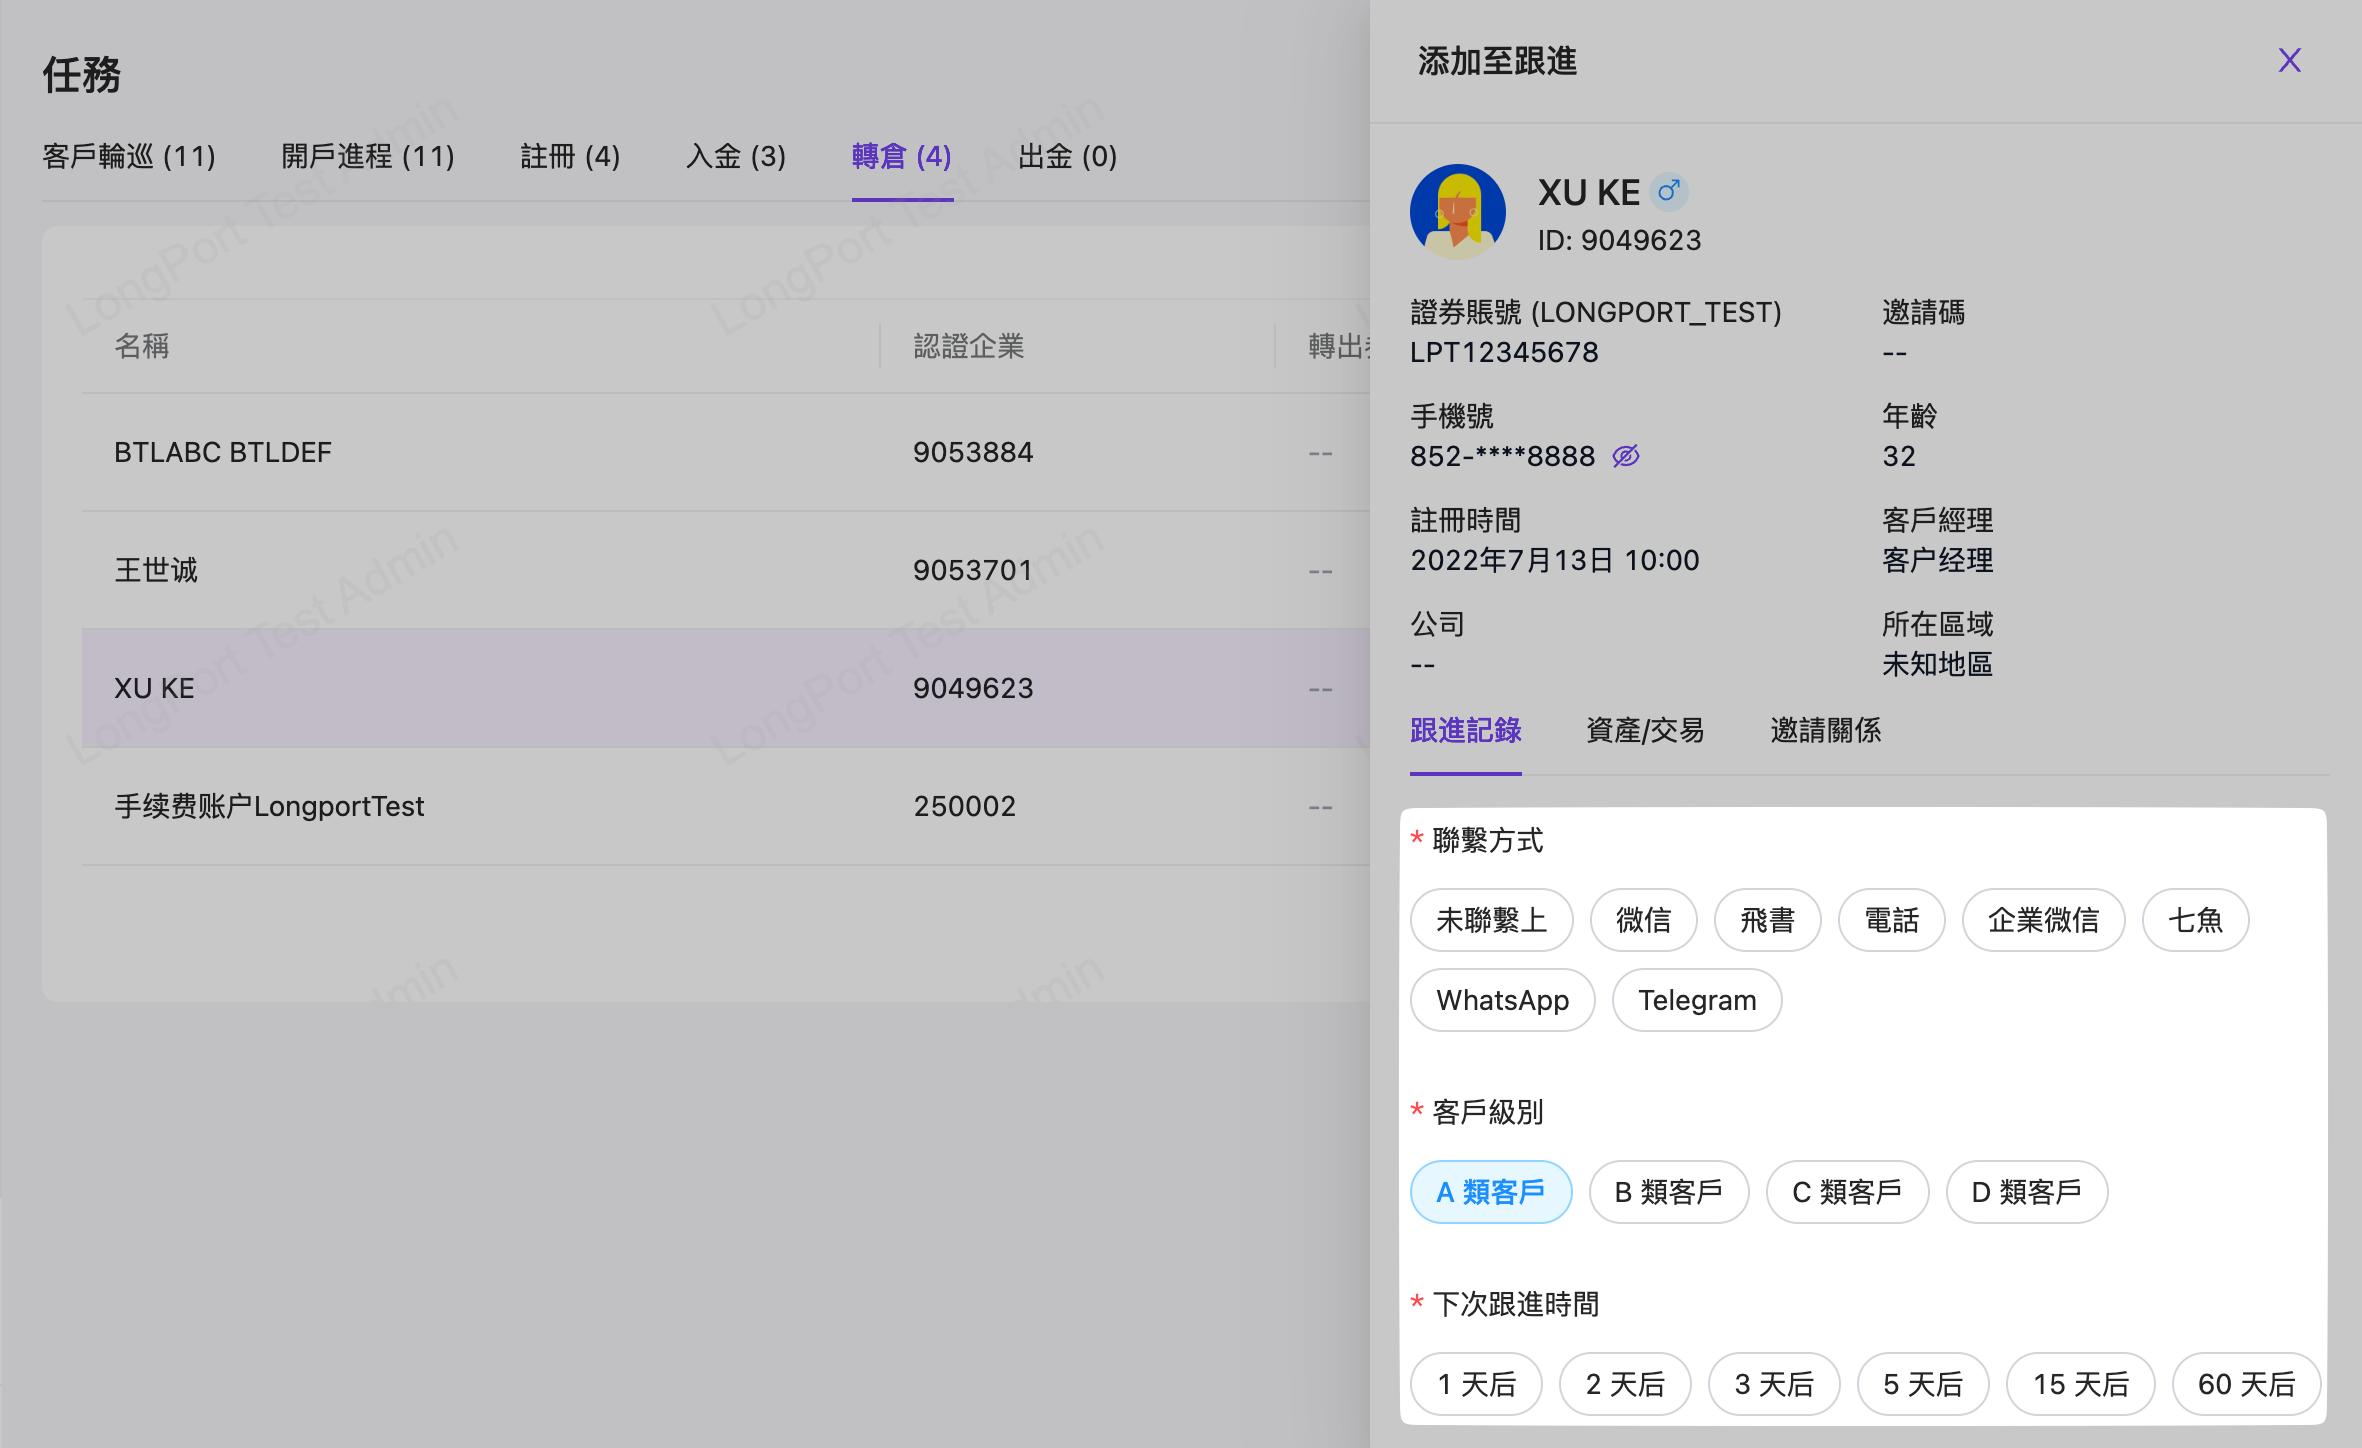 任務
客戶輪巡 (11) 開戶進程 (11) 註冊 (4) 入金 (3) 轉倉 (4) 出金 (0)
名稱 認證企業 轉出
BTLABC BTLDEF 9053884 --
王世诚 9053701 --
XU KE 9049623 --
手续费账户LongportTest 250002 --
LongPort Test Admin
LongPort Test Admin
LongPort Test Admin
LongPort Test Admin
添加至跟進
XU KE
ID: 9049623
證券賬號 (LONGPORT_TEST) 邀請碼
LPT12345678 --
手機號 年齡
852-****8888 32
註冊時間 客戶經理
2022年7月13日 10:00 客户经理
公司 所在區域
-- 未知地區
跟進記錄 資產/交易 邀請關係
* 聯繫方式
未聯繫上 微信 飛書 電話 企業微信 七魚
WhatsApp Telegram
* 客戶級別
A 類客戶 B 類客戶 C 類客戶 D 類客戶
* 下次跟進時間
1 天后 2 天后 3 天后 5 天后 15 天后 60 天后